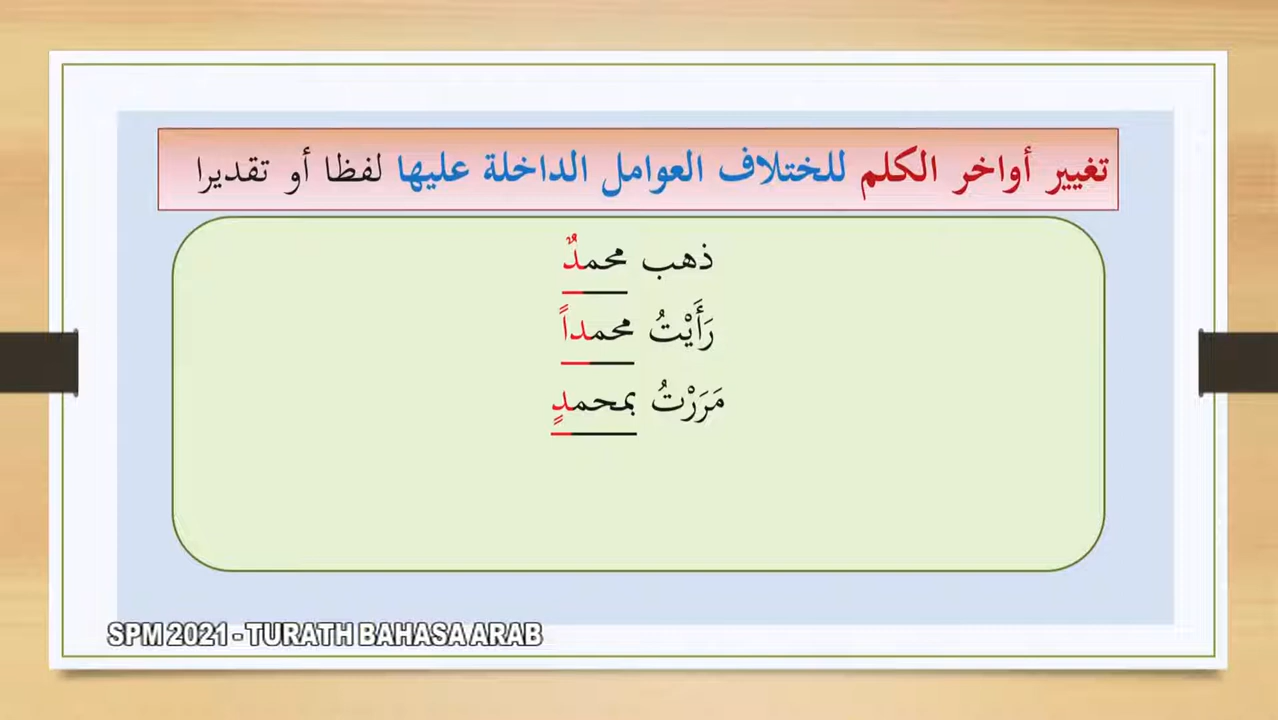 تغيير أواخر الكلم للختلاف العوامل الداخلة عليها لفظا أو تقديرا
ذهب محمدٌ
رَأَيْتُ محمداً
مَرَرْتُ بمحمدٍ
SPM 2021 - TURATH BAHASA ARAB